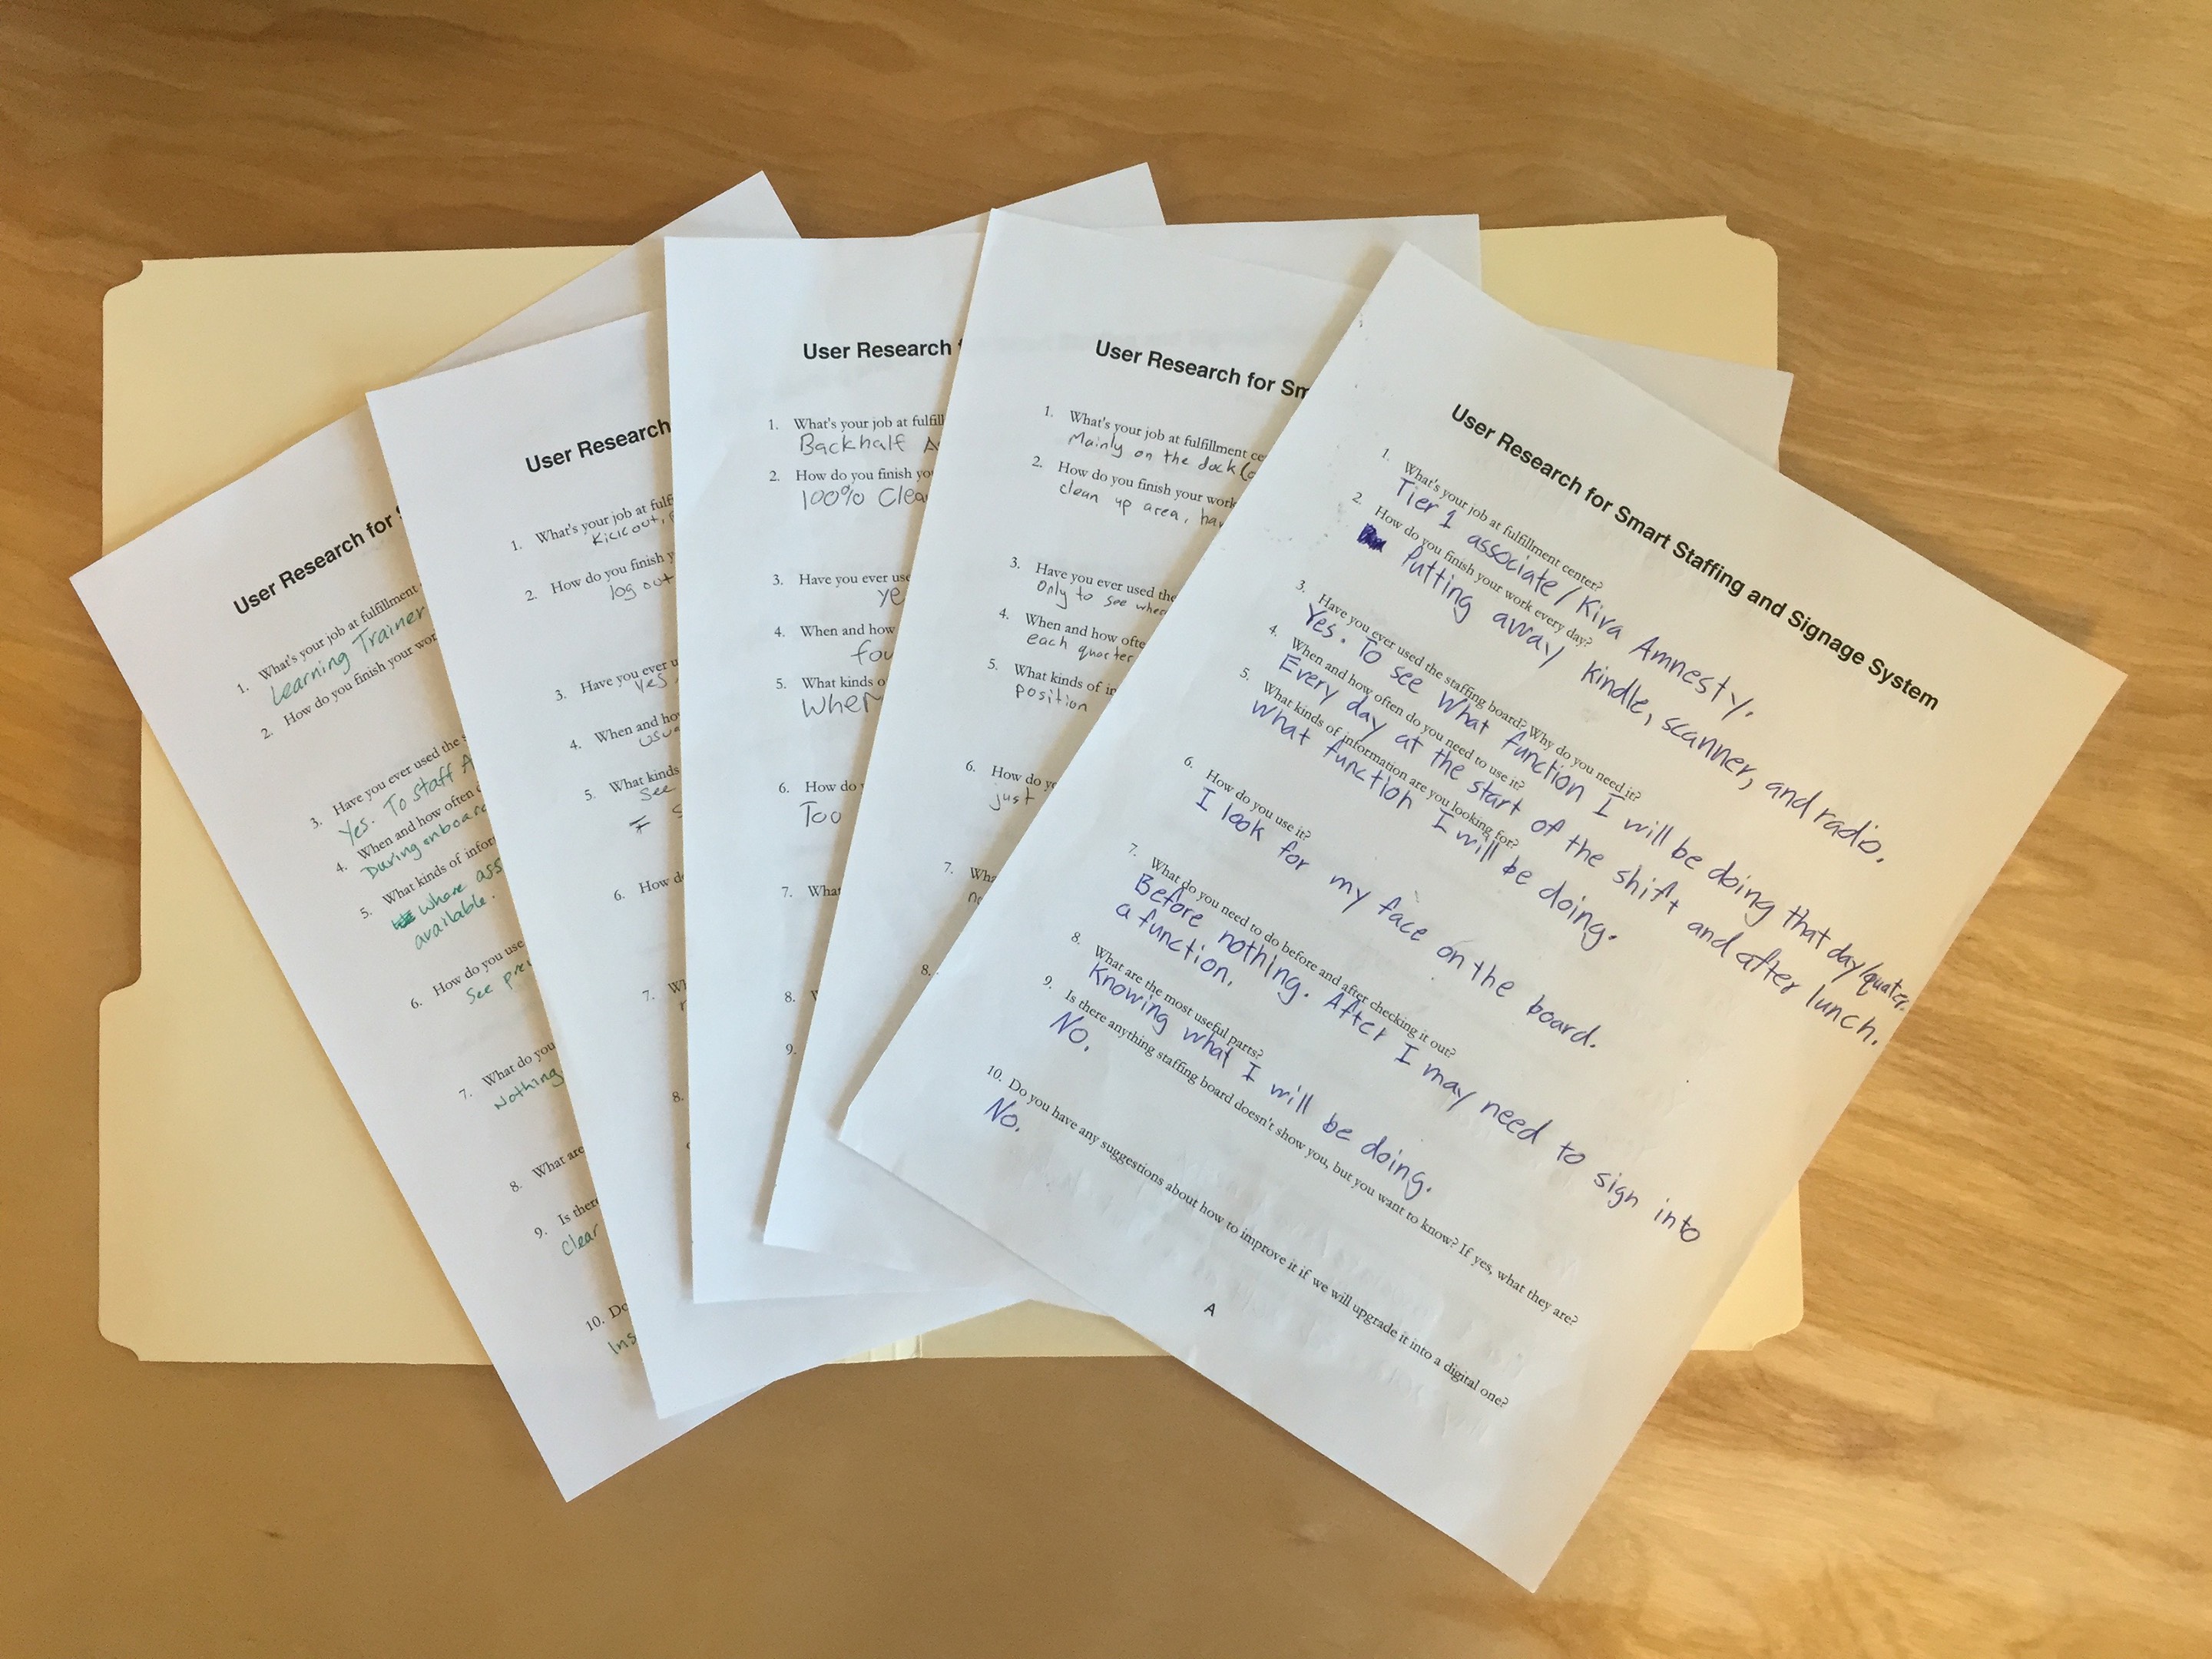 User Research for
1. What's your job at fulfillment
Learning Trainer
2. How do you finish your wor
3. Have you ever used the s
Yes. To staff A
4. When and how often
During onboard
5. What kinds of infor
where ass
available.
6. How do you use
See pre
7. What do you
Nothing
8. What are
9. Is there
Clear
10. Do
Ins
User Research
1. What's your job at fulf
Kick out,
2. How do you finish y
log out
3. Have you ever u
Yes,
4. When and ho
usua
5. What kinds
see
I s
6. How d
7. Wh
8.
User Research
1. What's your job at fulfill
Backhalf A
2. How do you finish yo
100% Clea
3. Have you ever use
ye
4. When and how
fou
5. What kinds o
When
6. How do
Too
7. What
8.
9.
User Research for Sm
1. What's your job at fulfillment ce
Mainly on the dock (
2. How do you finish your work
clean up area, hav
3. Have you ever used the
only to see wher
4. When and how ofte
each quarter
5. What kinds of in
position
6. How do yo
just
7. Wha
no
8.
User Research for Smart Staffing and Signage System
1. What's your job at fulfillment center?
Tier 1 associate/Kiva Amnesty.
2. How do you finish your work every day?
Putting away kindle, scanner, and radio.
3. Have you ever used the staffing board? Why do you need it?
Yes. To see what function I will be doing that day/quater.
4. When and how often do you need to use it?
Every day at the start of the shift and after lunch.
5. What kinds of information are you looking for?
What function I will be doing.
6. How do you use it?
I look for my face on the board.
7. What do you need to do before and after checking it out?
Before nothing. After I may need to sign into
a function.
8. What are the most useful parts?
Knowing what I will be doing.
9. Is there anything staffing board doesn't show you, but you want to know? If yes, what they are?
No.
10. Do you have any suggestions about how to improve it if we will upgrade it into a digital one?
No.
A